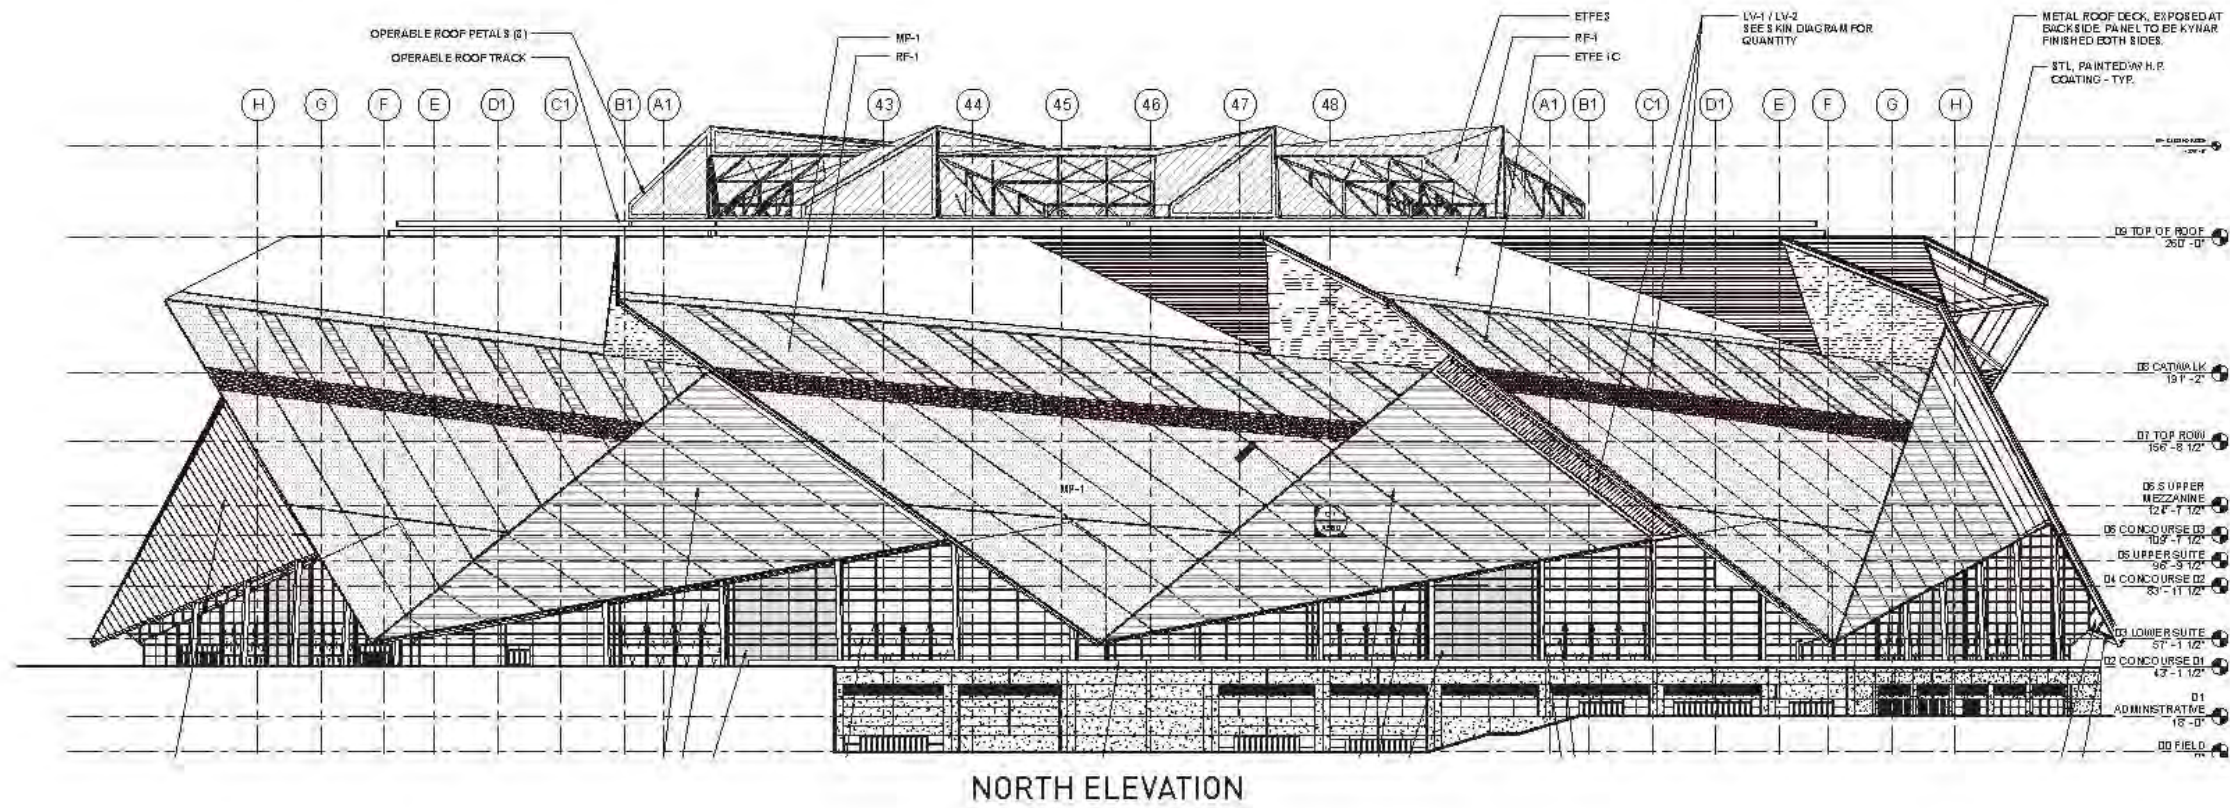 OPERABLE ROOF PETALS (8)
OPERABLE ROOF TRACK
MP-1
RF-1
ETFE3
RF-1
ETFE 1C
LV-1 / LV-2
SEE SKIN DIAGRAM FOR
QUANTITY
METAL ROOF DECK, EXPOSED AT
BACKSIDE PANEL TO BE KYNAR
FINISHED BOTH SIDES.
STL, PAINTED W/ H.P.
COATING - TYP.
H G F E D1 C1 B1 A1 43 44 45 46 47 48 A1 B1 C1 D1 E F G H
09 TOP OF ROOF
260' -0"
08 CATWALK
191' -2"
07 TOP ROW
156' -8 1/2"
MP-1
06 S UPPER
MEZZANINE
124' -7 1/2"
06 CONCOURSE 03
109' -7 1/2"
05 UPPER SUITE
96' -9 1/2"
04 CONCOURSE 02
83' -11 1/2"
03 LOWER SUITE
57' -1 1/2"
02 CONCOURSE 01
43' -1 1/2"
01
ADMINISTRATIVE
18' -0"
00 FIELD
NORTH ELEVATION